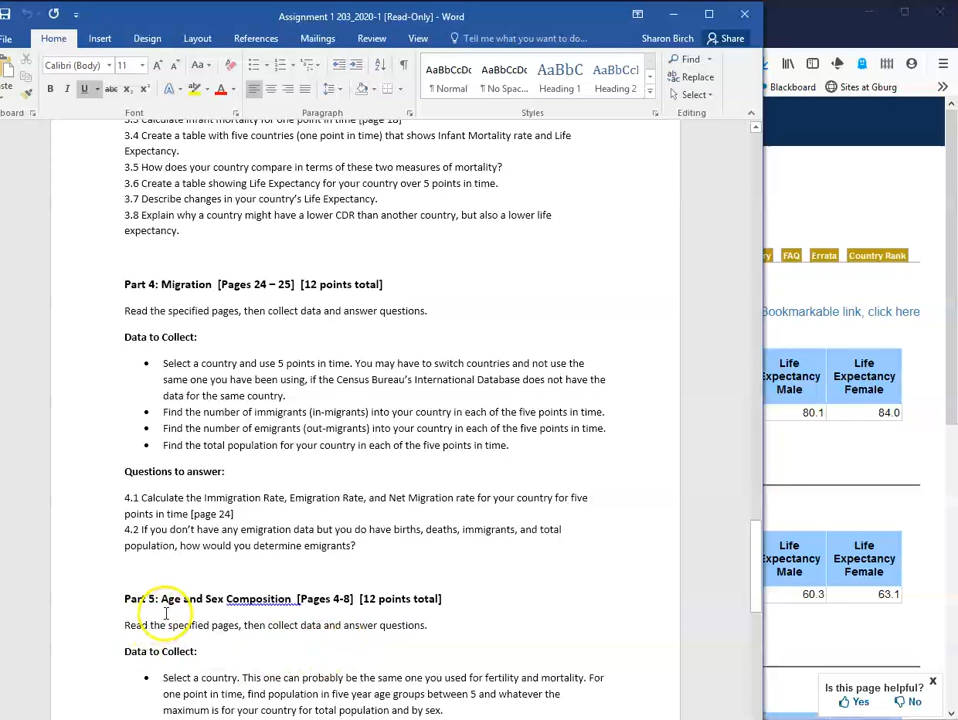 Assignment 1 203_2020-1 [Read-Only] - Word
File Home Insert Design Layout References Mailings Review View Tell me what you want to do... Sharon Birch Share
Calibri (Body) 11 Aa
AaBbCcDc AaBbCcDc AaBbC AaBbCcl
¶ Normal ¶ No Spac... Heading 1 Heading 2
Find
Replace
Select
Font Paragraph Styles Editing
Blackboard Sites at Gburg
3.3 Calculate infant mortality for one point in time [page 18]
3.4 Create a table with five countries (one point in time) that shows Infant Mortality rate and Life
Expectancy.
3.5 How does your country compare in terms of these two measures of mortality?
3.6 Create a table showing Life Expectancy for your country over 5 points in time.
3.7 Describe changes in your country's Life Expectancy.
3.8 Explain why a country might have a lower CDR than another country, but also a lower life
expectancy.
Part 4: Migration [Pages 24 – 25] [12 points total]
Read the specified pages, then collect data and answer questions.
Data to Collect:
• Select a country and use 5 points in time. You may have to switch countries and not use the
same one you have been using, if the Census Bureau's International Database does not have the
data for the same country.
• Find the number of immigrants (in-migrants) into your country in each of the five points in time.
• Find the number of emigrants (out-migrants) into your country in each of the five points in time.
• Find the total population for your country in each of the five points in time.
Questions to answer:
4.1 Calculate the Immigration Rate, Emigration Rate, and Net Migration rate for your country for five
points in time [page 24]
4.2 If you don't have any emigration data but you do have births, deaths, immigrants, and total
population, how would you determine emigrants?
Part 5: Age and Sex Composition [Pages 4-8] [12 points total]
Read the specified pages, then collect data and answer questions.
Data to Collect:
• Select a country. This one can probably be the same one you used for fertility and mortality. For
one point in time, find population in five year age groups between 5 and whatever the
maximum is for your country for total population and by sex.
FAQ Errata Country Rank
Bookmarkable link, click here
Life
Expectancy
Male
Life
Expectancy
Female
80.1 84.0
Life
Expectancy
Male
Life
Expectancy
Female
60.3 63.1
Is this page helpful? X
Yes No